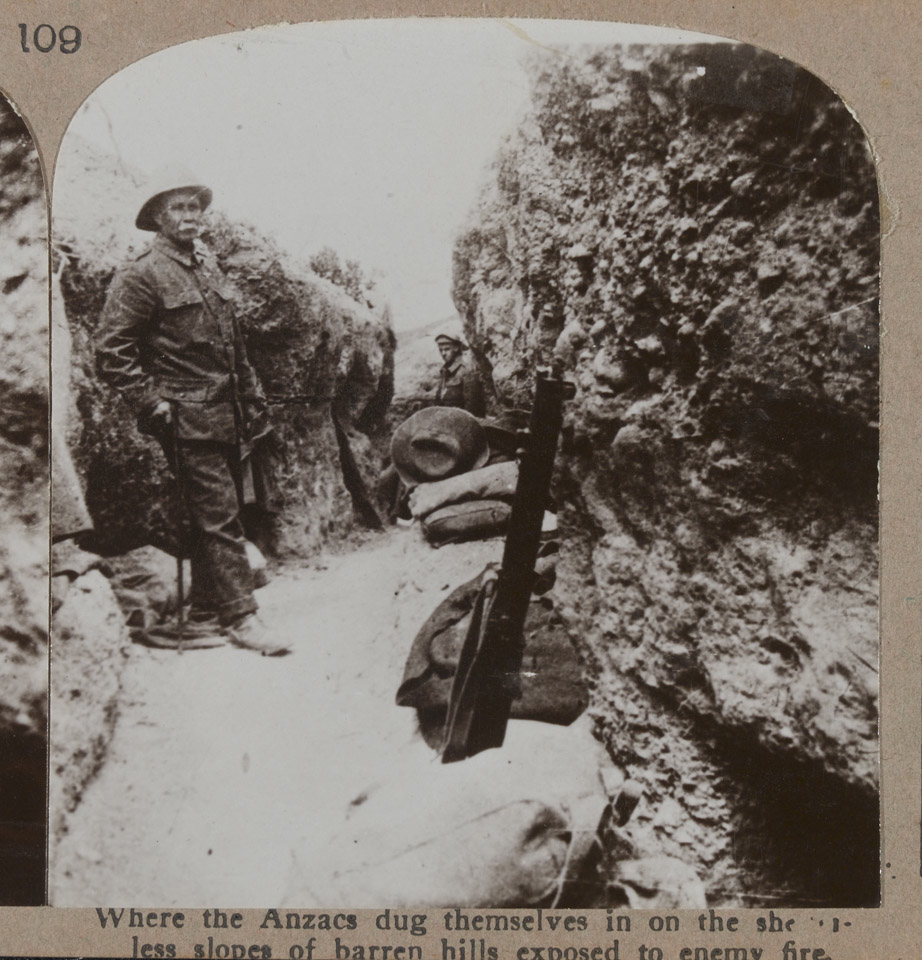 109
Where the Anzacs dug themselves in on the
less slopes of barren hills exposed to enemy fire.